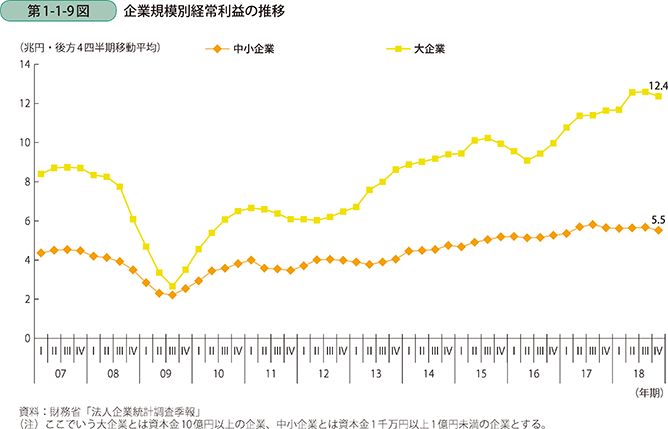 第1-1-9図 企業規模別経常利益の推移
（兆円・後方4四半期移動平均） 中小企業 大企業
14
12
10
8
6
4
2
0
12.4
5.5
Ⅰ Ⅱ Ⅲ Ⅳ Ⅰ Ⅱ Ⅲ Ⅳ Ⅰ Ⅱ Ⅲ Ⅳ Ⅰ Ⅱ Ⅲ Ⅳ Ⅰ Ⅱ Ⅲ Ⅳ Ⅰ Ⅱ Ⅲ Ⅳ Ⅰ Ⅱ Ⅲ Ⅳ Ⅰ Ⅱ Ⅲ Ⅳ Ⅰ Ⅱ Ⅲ Ⅳ Ⅰ Ⅱ Ⅲ Ⅳ Ⅰ Ⅱ Ⅲ Ⅳ Ⅰ Ⅱ Ⅲ Ⅳ
07 08 09 10 11 12 13 14 15 16 17 18
（年期）
資料：財務省「法人企業統計調査季報」
（注）ここでいう大企業とは資本金10億円以上の企業、中小企業とは資本金1千万円以上1億円未満の企業とする。